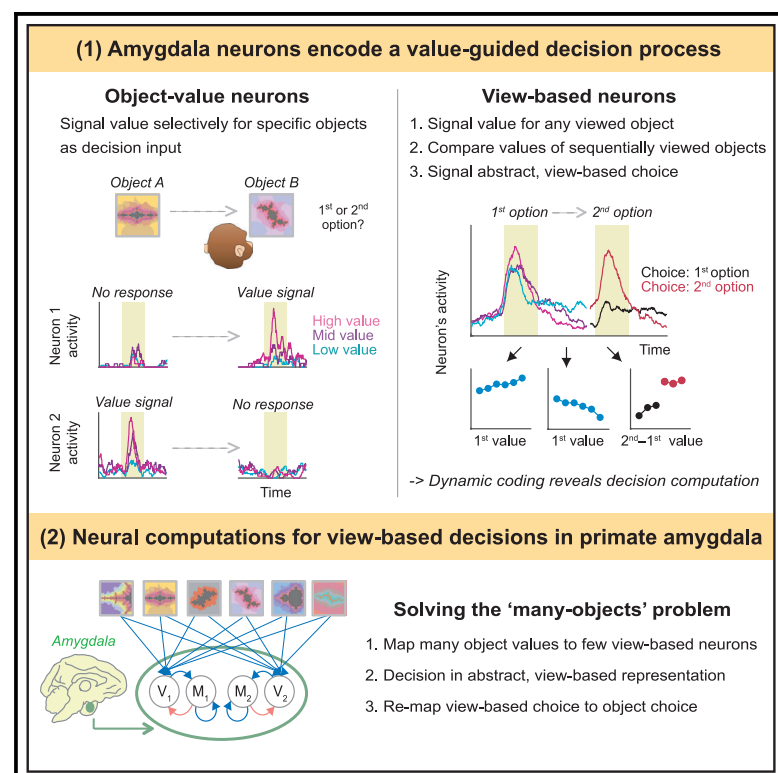 (1) Amygdala neurons encode a value-guided decision process
Object-value neurons
Signal value selectively for specific objects
as decision input
Object A
Object B
1st or 2nd
option?
No response
Value signal
Neuron 1
activity
High value
Mid value
Low value
Value signal
No response
Neuron 2
activity
Time
View-based neurons
1. Signal value for any viewed object
2. Compare values of sequentially viewed objects
3. Signal abstract, view-based choice
1st option
2nd option
Neuron's activity
Choice: 1st option
Choice: 2nd option
Time
1st value
1st value
2nd–1st value
-> Dynamic coding reveals decision computation
(2) Neural computations for view-based decisions in primate amygdala
Amygdala
V1
M1
M2
V2
Solving the 'many-objects' problem
1. Map many object values to few view-based neurons
2. Decision in abstract, view-based representation
3. Re-map view-based choice to object choice